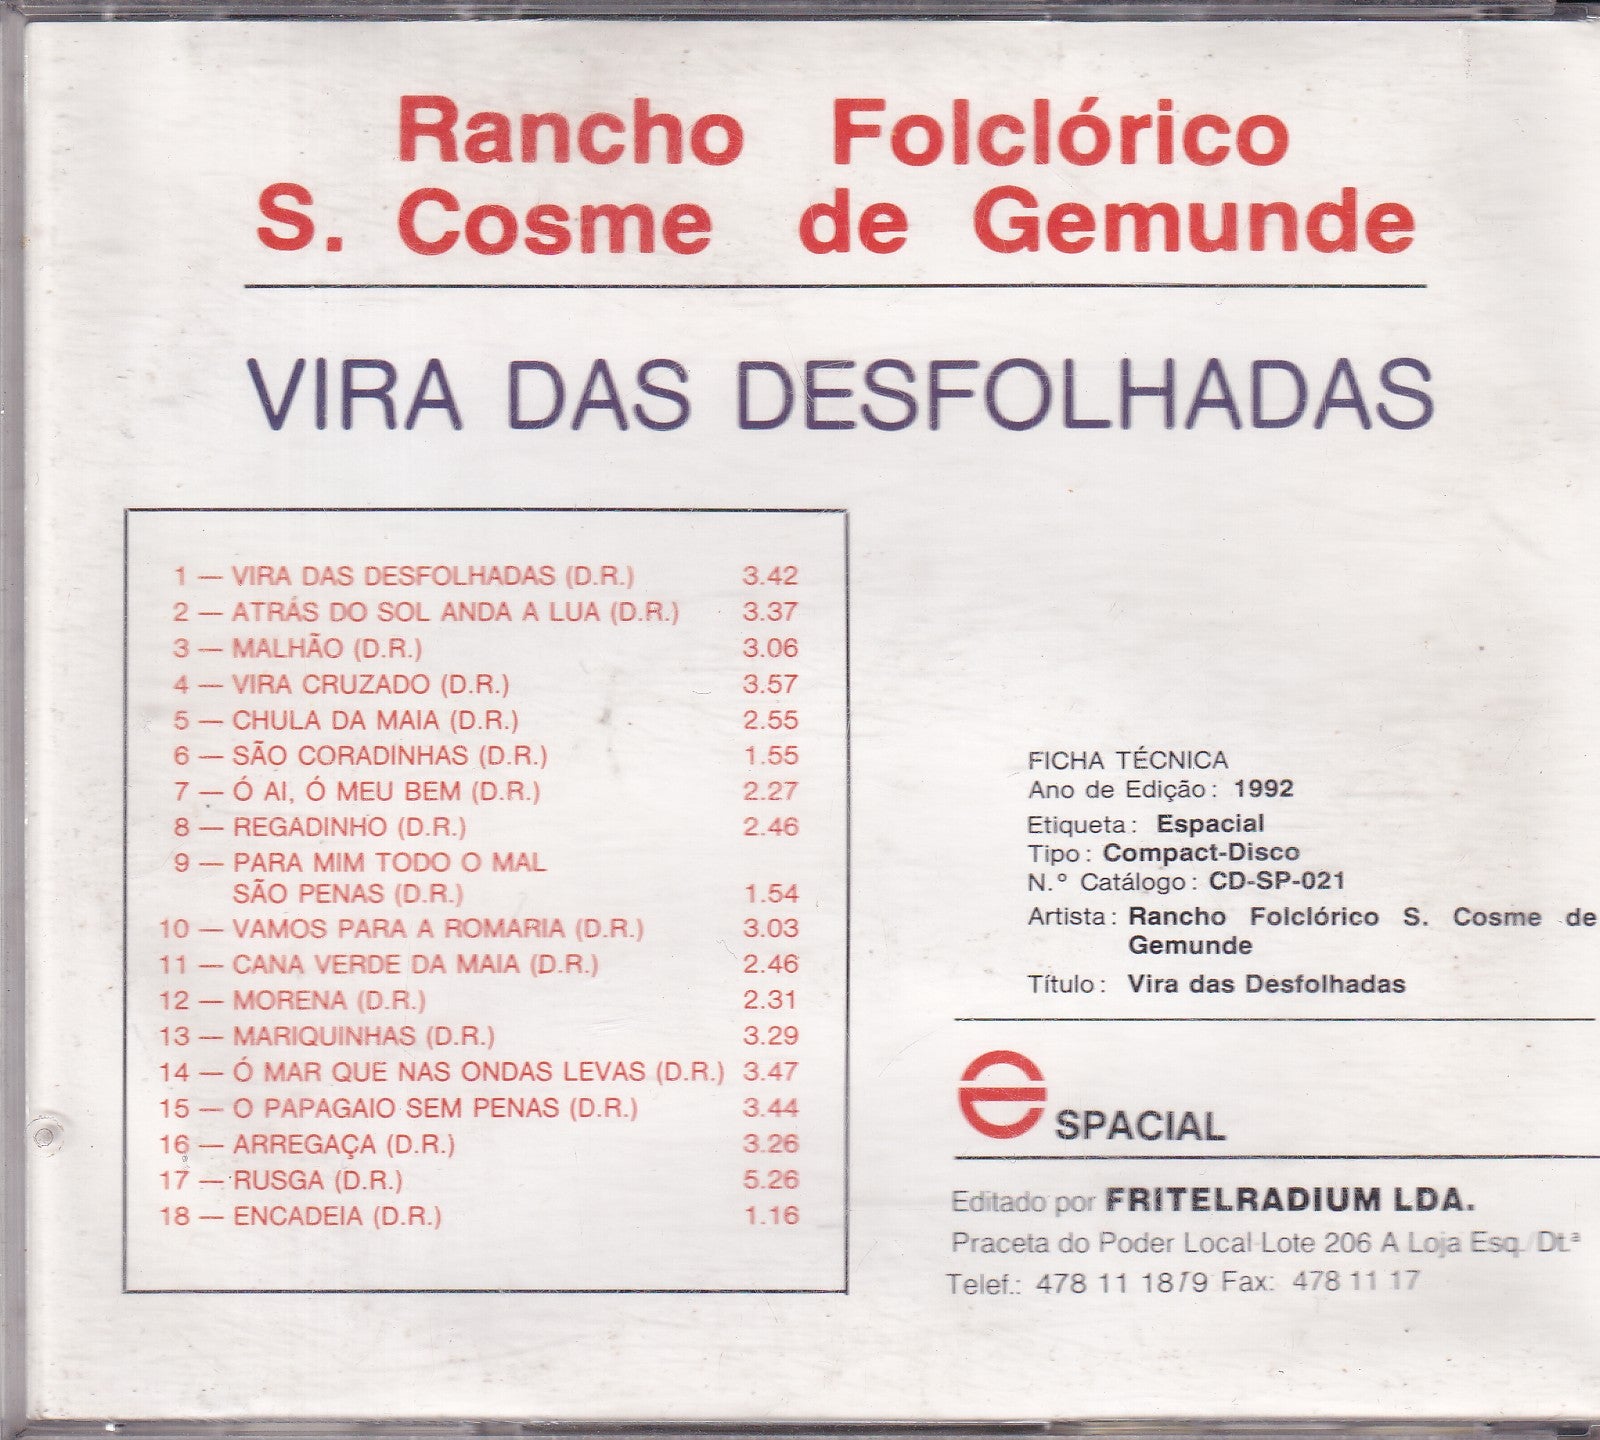 Rancho Folclórico
S. Cosme de Gemunde
VIRA DAS DESFOLHADAS
1 — VIRA DAS DESFOLHADAS (D.R.) 3.42
2 — ATRÁS DO SOL ANDA A LUA (D.R.) 3.37
3 — MALHÃO (D.R.) 3.06
4 — VIRA CRUZADO (D.R.) 3.57
5 — CHULA DA MAIA (D.R.) 2.55
6 — SÃO CORADINHAS (D.R.) 1.55
7 — Ó AI, Ó MEU BEM (D.R.) 2.27
8 — REGADINHO (D.R.) 2.46
9 — PARA MIM TODO O MAL
SÃO PENAS (D.R.) 1.54
10 — VAMOS PARA A ROMARIA (D.R.) 3.03
11 — CANA VERDE DA MAIA (D.R.) 2.46
12 — MORENA (D.R.) 2.31
13 — MARIQUINHAS (D.R.) 3.29
14 — Ó MAR QUE NAS ONDAS LEVAS (D.R.) 3.47
15 — O PAPAGAIO SEM PENAS (D.R.) 3.44
16 — ARREGAÇA (D.R.) 3.26
17 — RUSGA (D.R.) 5.26
18 — ENCADEIA (D.R.) 1.16
FICHA TÉCNICA
Ano de Edição: 1992
Etiqueta: Espacial
Tipo: Compact-Disco
N.º Catálogo: CD-SP-021
Artista: Rancho Folclórico S. Cosme de
Gemunde
Título: Vira das Desfolhadas
eSPACIAL
Editado por FRITELRADIUM LDA.
Praceta do Poder Local-Lote 206 A Loja Esq./Dt.ª
Telef.: 478 11 18/9 Fax: 478 11 17